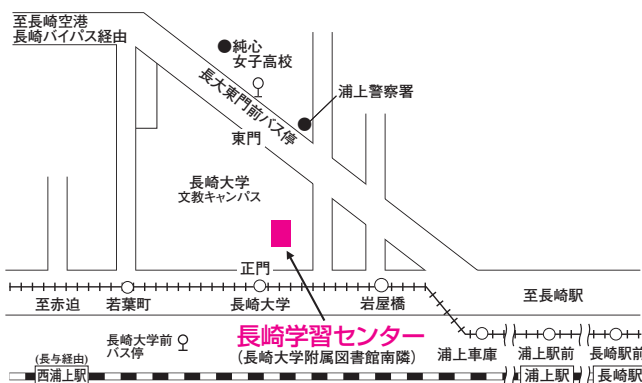 至長崎空港
長崎バイパス経由
純心
女子高校
長大東門前バス停
浦上警察署
東門
長崎大学
文教キャンパス
正門
至赤迫
若葉町
長崎大学
岩屋橋
至長崎駅
長崎学習センター
(長崎大学附属図書館南隣)
長崎大学前
バス停
浦上車庫
浦上駅前
長崎駅前
(長与経由)
西浦上駅
浦上駅
長崎駅